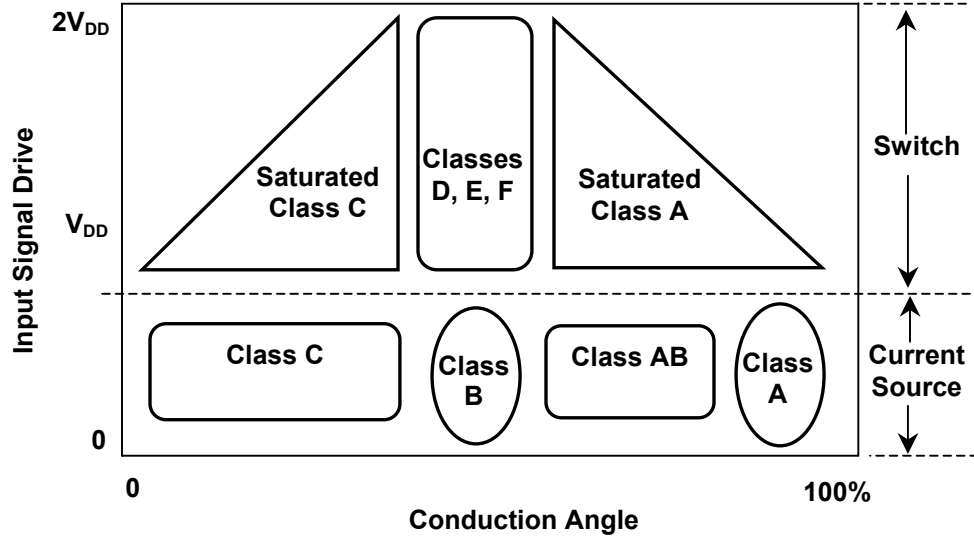 2VDD
Input Signal Drive
VDD
0
Saturated
Class C
Classes
D, E, F
Saturated
Class A
Switch
Class C
Class
B
Class AB
Class
A
Current
Source
0
100%
Conduction Angle